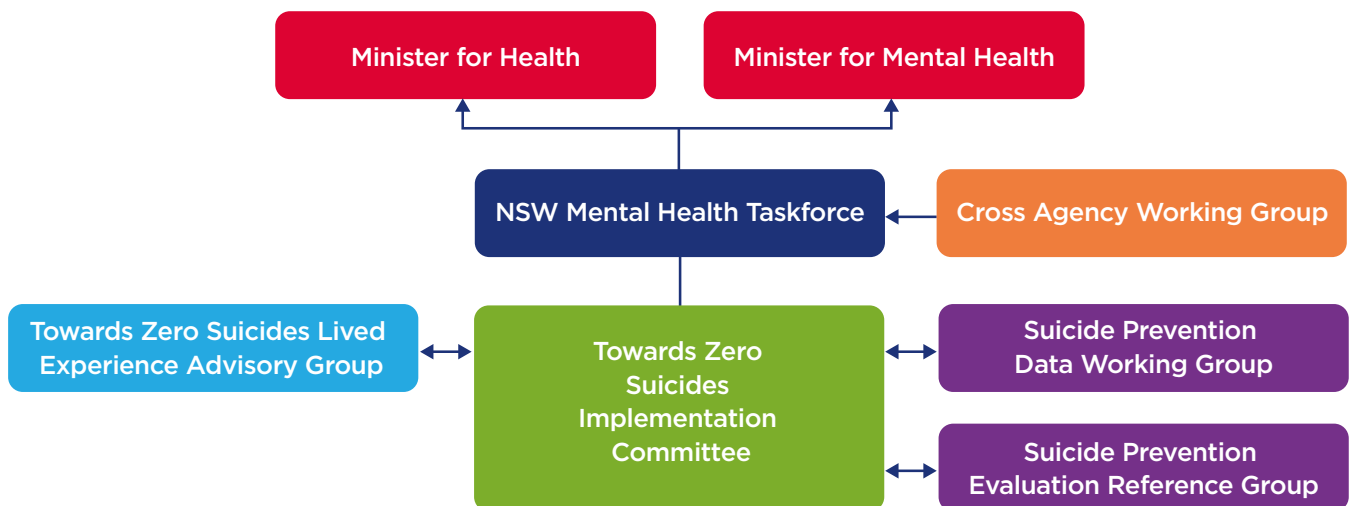 Minister for Health
Minister for Mental Health
NSW Mental Health Taskforce
Cross Agency Working Group
Towards Zero Suicides Lived
Experience Advisory Group
Towards Zero
Suicides
Implementation
Committee
Suicide Prevention
Data Working Group
Suicide Prevention
Evaluation Reference Group